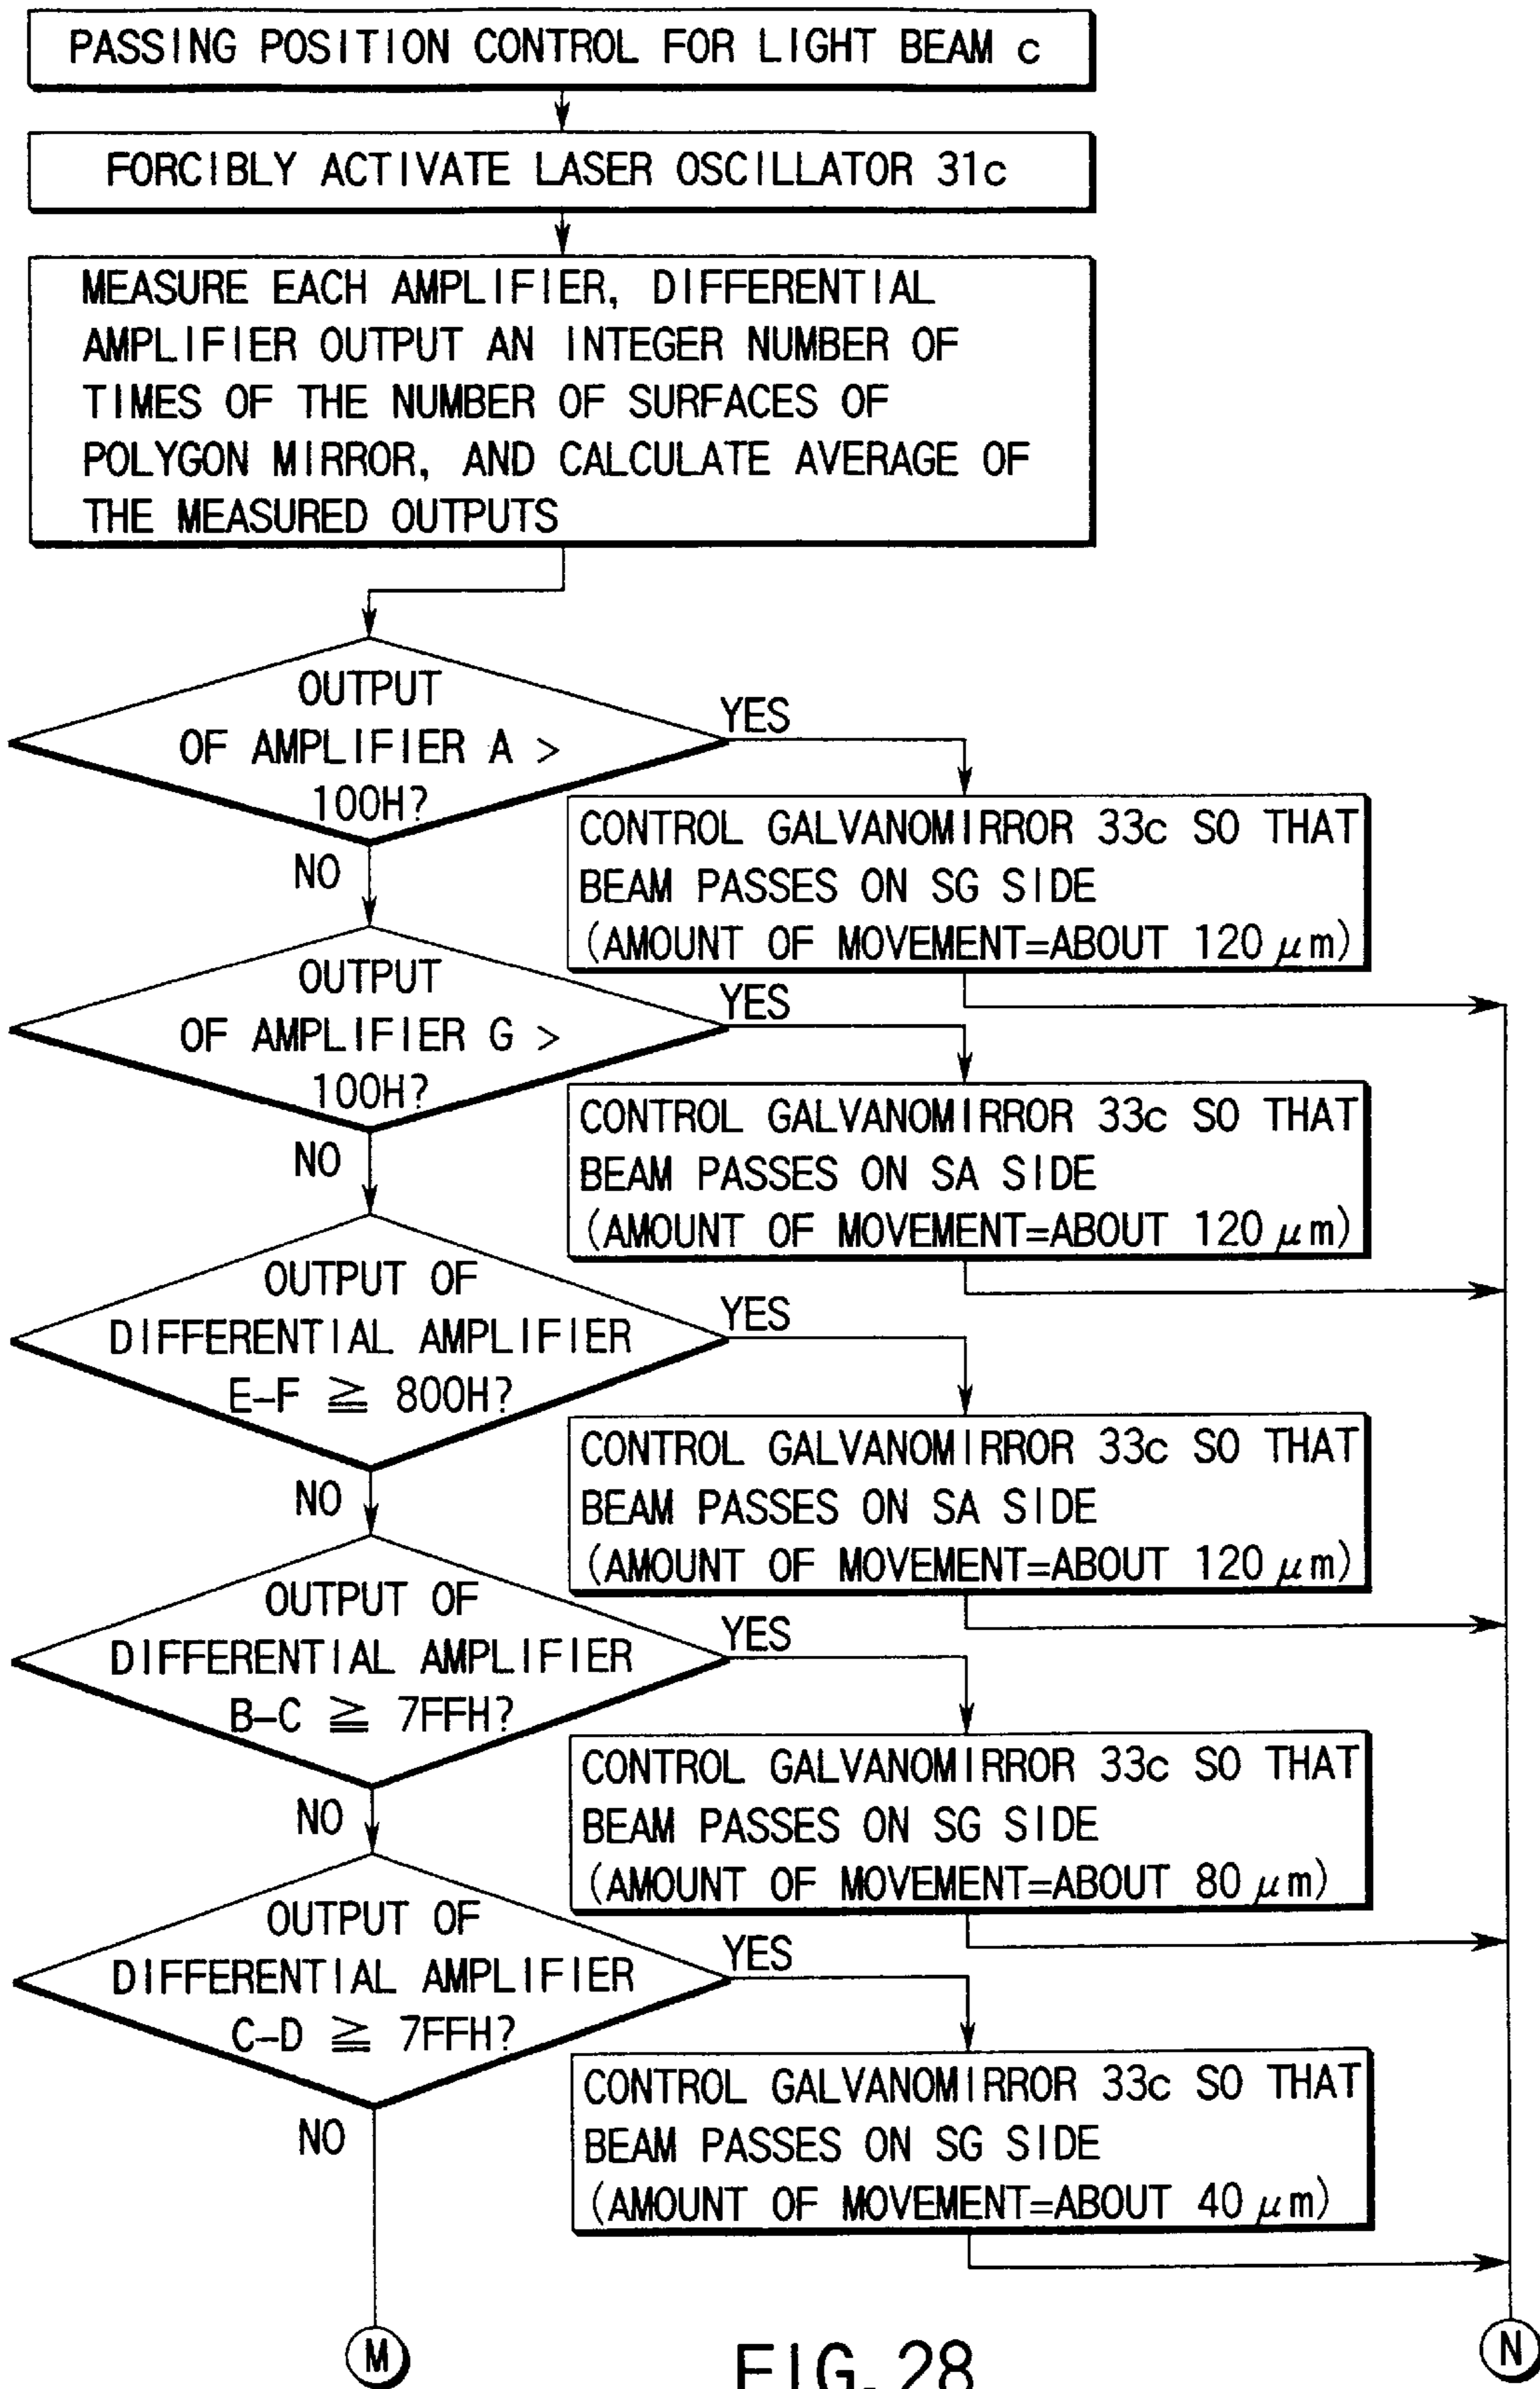 PASSING POSITION CONTROL FOR LIGHT BEAM c
FORCIBLY ACTIVATE LASER OSCILLATOR 31c
MEASURE EACH AMPLIFIER, DIFFERENTIAL
AMPLIFIER OUTPUT AN INTEGER NUMBER OF
TIMES OF THE NUMBER OF SURFACES OF
POLYGON MIRROR, AND CALCULATE AVERAGE OF
THE MEASURED OUTPUTS
OUTPUT
OF AMPLIFIER A >
100H?
YES
NO
CONTROL GALVANOMIRROR 33c SO THAT
BEAM PASSES ON SG SIDE
(AMOUNT OF MOVEMENT=ABOUT 120 μm)
OUTPUT
OF AMPLIFIER G >
100H?
YES
NO
CONTROL GALVANOMIRROR 33c SO THAT
BEAM PASSES ON SA SIDE
(AMOUNT OF MOVEMENT=ABOUT 120 μm)
OUTPUT OF
DIFFERENTIAL AMPLIFIER
E-F ≧ 800H?
YES
NO
CONTROL GALVANOMIRROR 33c SO THAT
BEAM PASSES ON SA SIDE
(AMOUNT OF MOVEMENT=ABOUT 120 μm)
OUTPUT OF
DIFFERENTIAL AMPLIFIER
B-C ≧ 7FFH?
YES
NO
CONTROL GALVANOMIRROR 33c SO THAT
BEAM PASSES ON SG SIDE
(AMOUNT OF MOVEMENT=ABOUT 80 μm)
OUTPUT OF
DIFFERENTIAL AMPLIFIER
C-D ≧ 7FFH?
YES
NO
CONTROL GALVANOMIRROR 33c SO THAT
BEAM PASSES ON SG SIDE
(AMOUNT OF MOVEMENT=ABOUT 40 μm)
M
N
FIG. 28